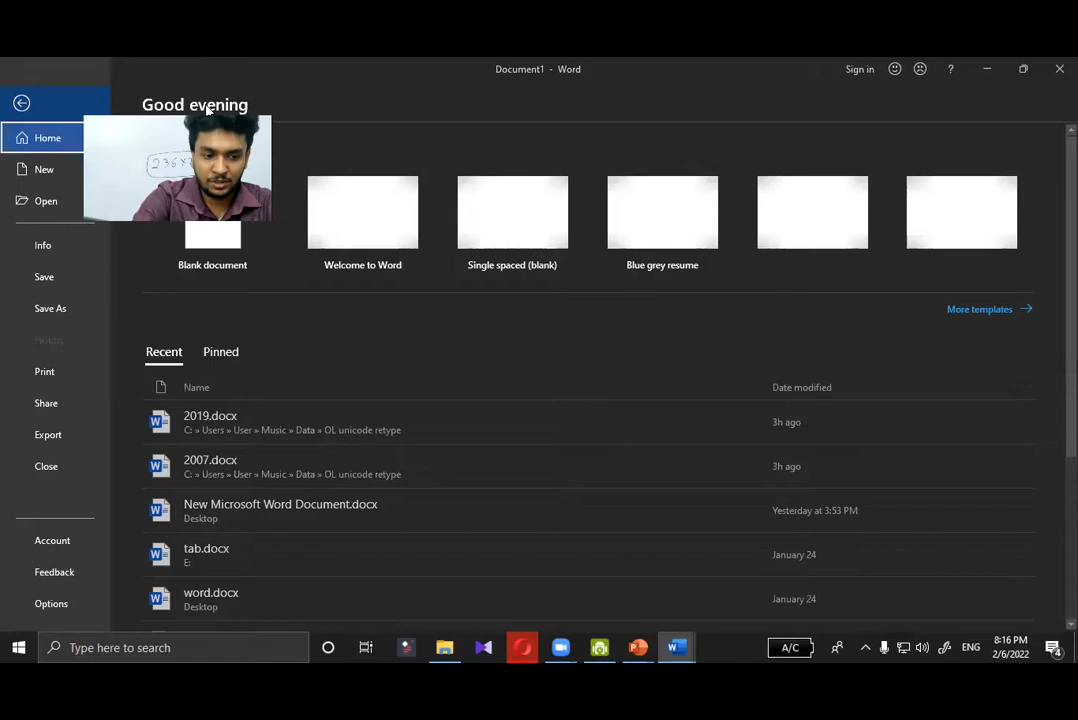 Document1 - Word
Sign in
?
Good evening
Home
New
Open
Info
Save
Save As
Print
Share
Export
Close
Account
Feedback
Options
236x
Blank document
Welcome to Word
Single spaced (blank)
Blue grey resume
More templates
Recent
Pinned
Name
Date modified
2019.docx
C: » Users » User » Music » Data » OL unicode retype
3h ago
2007.docx
C: » Users » User » Music » Data » OL unicode retype
3h ago
New Microsoft Word Document.docx
Desktop
Yesterday at 3:53 PM
tab.docx
E:
January 24
word.docx
Desktop
January 24
Type here to search
A/C
ENG
8:16 PM
2/6/2022
4